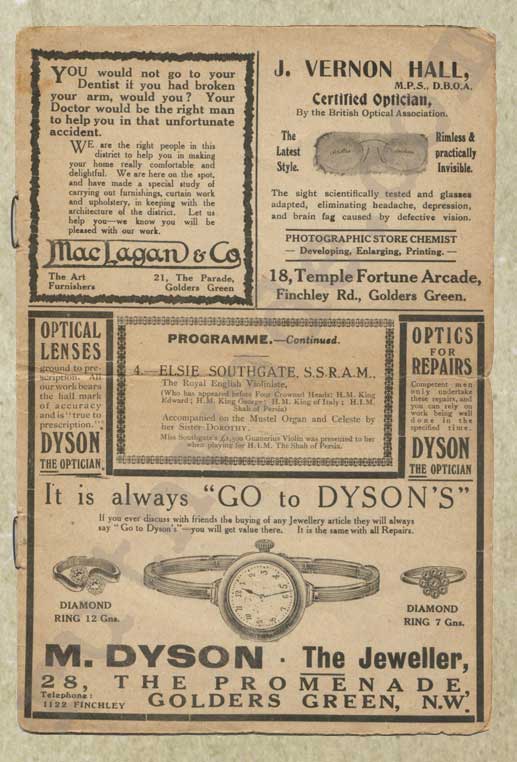 YOU would not go to your
Dentist if you had broken
your arm, would you? Your
Doctor would be the right man
to help you in that unfortunate
accident.
WE are the right people in this
district to help you in making
your home really comfortable and
delightful. We are here on the spot,
and have made a special study of
carrying out furnishings, curtain work
and upholstery, in keeping with the
architecture of the district. Let us
help you—we know you will be
pleased with our work.
MacLagan & Co
The Art
Furnishers
21, The Parade,
Golders Green
J. VERNON HALL,
M.P.S., D.B.O.A.
Certified Optician,
By the British Optical Association.
The
Latest
Style.
Rimless &
practically
Invisible.
The sight scientifically tested and glasses
adapted, eliminating headache, depression,
and brain fag caused by defective vision.
PHOTOGRAPHIC STORE CHEMIST
— Developing, Enlarging, Printing. —
18, Temple Fortune Arcade,
Finchley Rd., Golders Green.
OPTICAL
LENSES
ground to pre-
scription. All
our work bears
the hall mark
of accuracy
and is "true to
prescription."
DYSON
THE OPTICIAN.
PROGRAMME.—Continued.
4.—ELSIE SOUTHGATE, S.S.R.A.M.,
The Royal English Violiniste,
(Who has appeared before Four Crowned Heads: H.M. King
Edward; H.M. King George; H.M. King of Italy; H.I.M.
Shah of Persia)
Accompanied on the Mustel Organ and Celeste by
her Sister DOROTHY.
Miss Southgate's £1,500 Guanerius Violin was presented to her
when playing for H.I.M. The Shah of Persia.
OPTICS
FOR
REPAIRS
Competent men
only undertake
these repairs, and
you can rely on
work being well
done in the
specified time.
DYSON
THE OPTICIAN
It is always "GO to DYSON'S"
If you ever discuss with friends the buying of any Jewellery article they will always
say "Go to Dyson's"—you will get value there. It is the same with all Repairs.
DIAMOND
RING 12 Gns.
DIAMOND
RING 7 Gns.
M. DYSON · The Jeweller,
28, THE PROMENADE,
Telephone:
1122 FINCHLEY
GOLDERS GREEN, N.W.